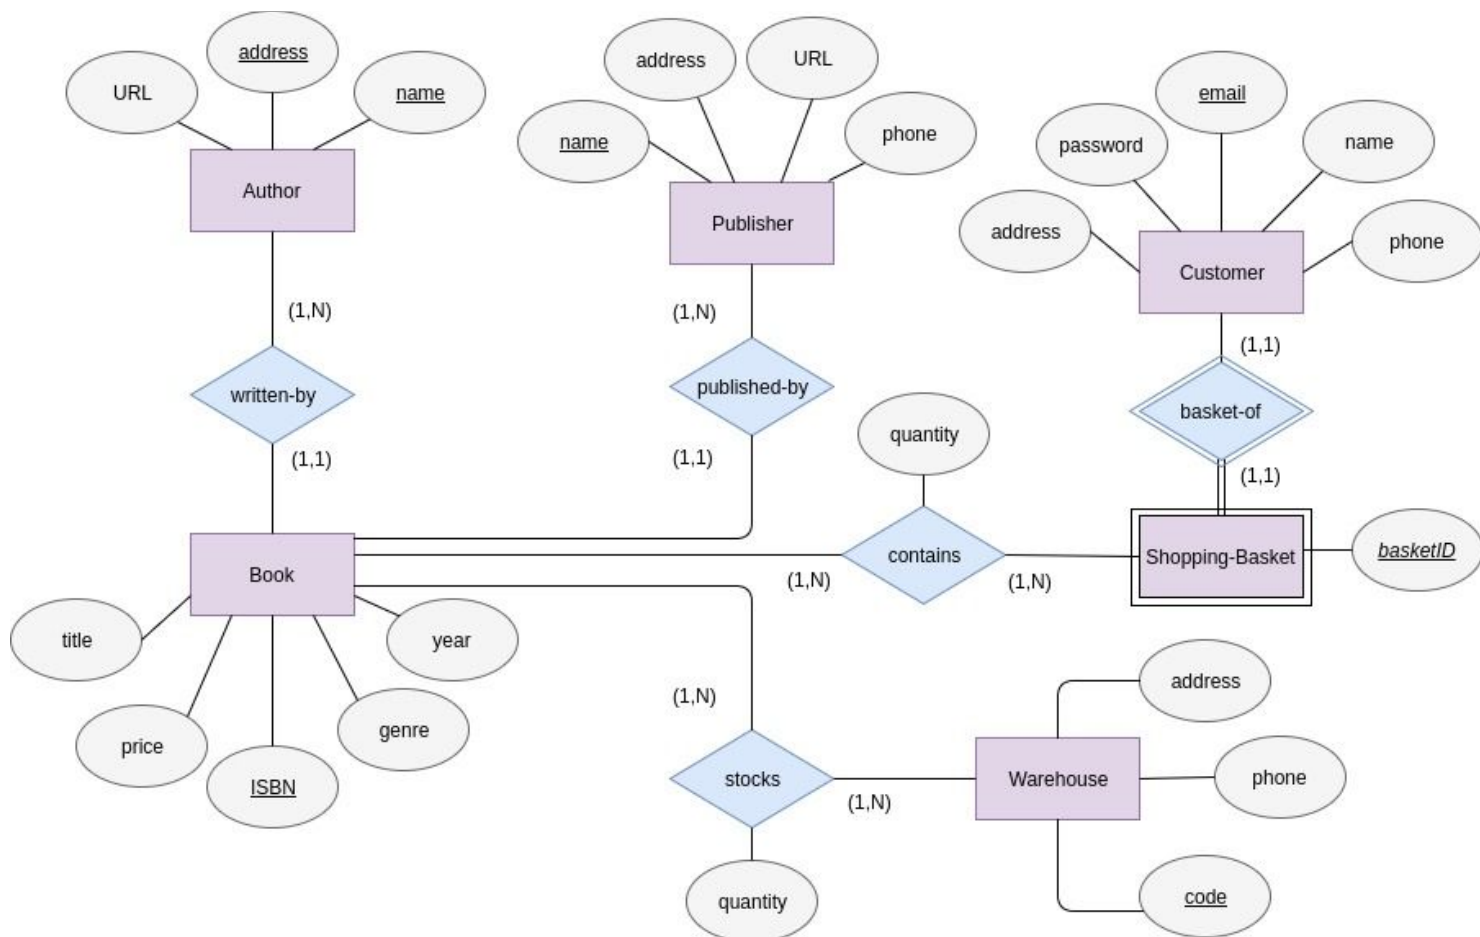 address
URL
name
Author
address
URL
name
phone
Publisher
email
password
name
address
phone
Customer
(1,N)
written-by
(1,1)
(1,N)
published-by
(1,1)
(1,1)
basket-of
(1,1)
quantity
contains
(1,N)
(1,N)
Shopping-Basket
basketID
Book
title
year
price
genre
ISBN
(1,N)
stocks
(1,N)
quantity
Warehouse
address
phone
code